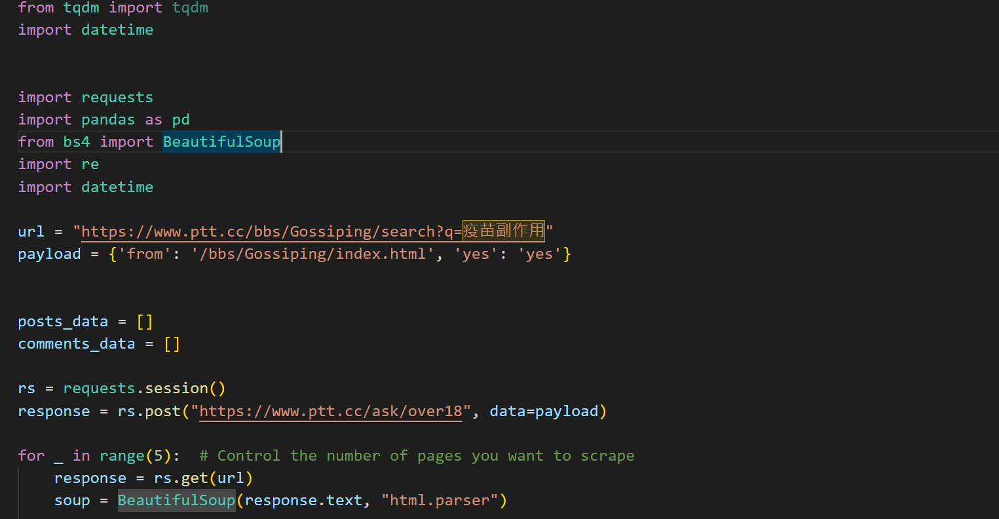 from tqdm import tqdm
import datetime
import requests
import pandas as pd
from bs4 import BeautifulSoup
import re
import datetime
url = "https://www.ptt.cc/bbs/Gossiping/search?q=疫苗副作用"
payload = {'from': '/bbs/Gossiping/index.html', 'yes': 'yes'}
posts_data = []
comments_data = []
rs = requests.session()
response = rs.post("https://www.ptt.cc/ask/over18", data=payload)
for _ in range(5):  # Control the number of pages you want to scrape
    response = rs.get(url)
    soup = BeautifulSoup(response.text, "html.parser")